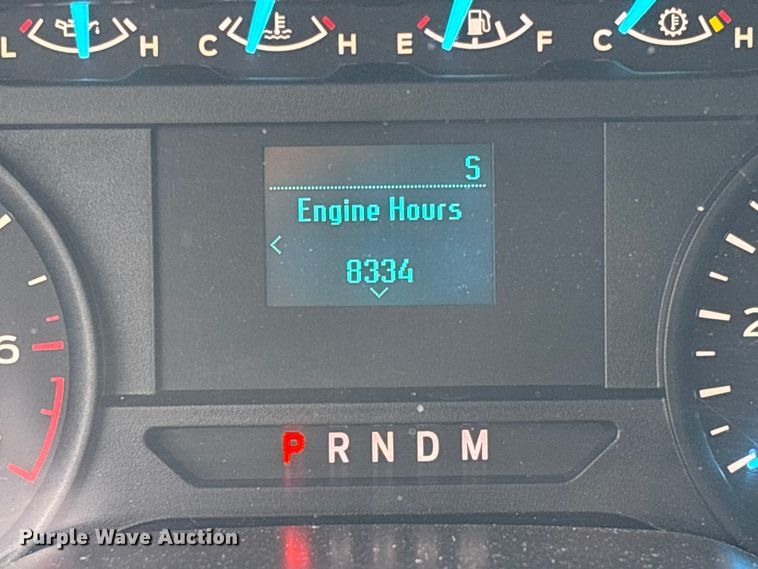 L H C H E F C H
S
Engine Hours
<
8334
6
2
P R N D M
Purple Wave Auction